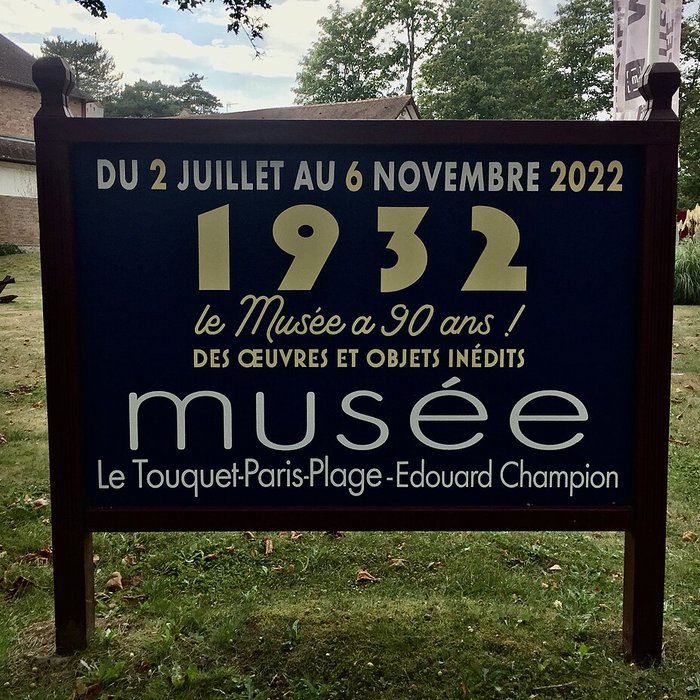 DU 2 JUILLET AU 6 NOVEMBRE 2022
1932
le Musée a 90 ans !
DES ŒUVRES ET OBJETS INÉDITS
musée
Le Touquet-Paris-Plage - Edouard Champion